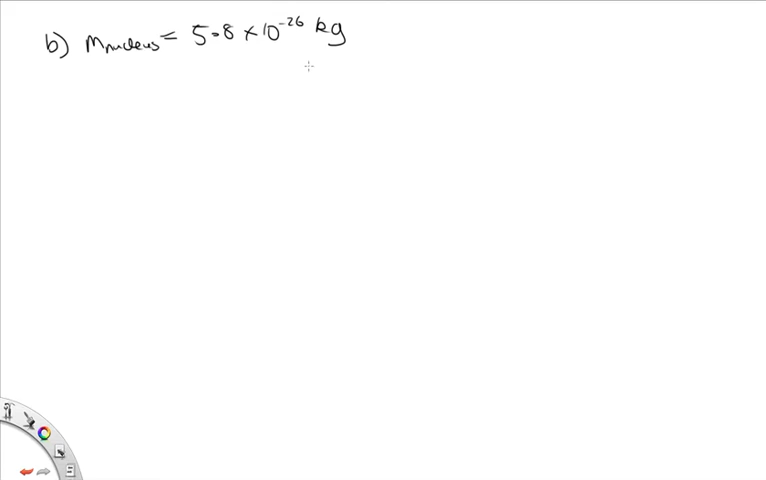 b) Mnucleus = 5.8 × 10⁻²⁶ kg